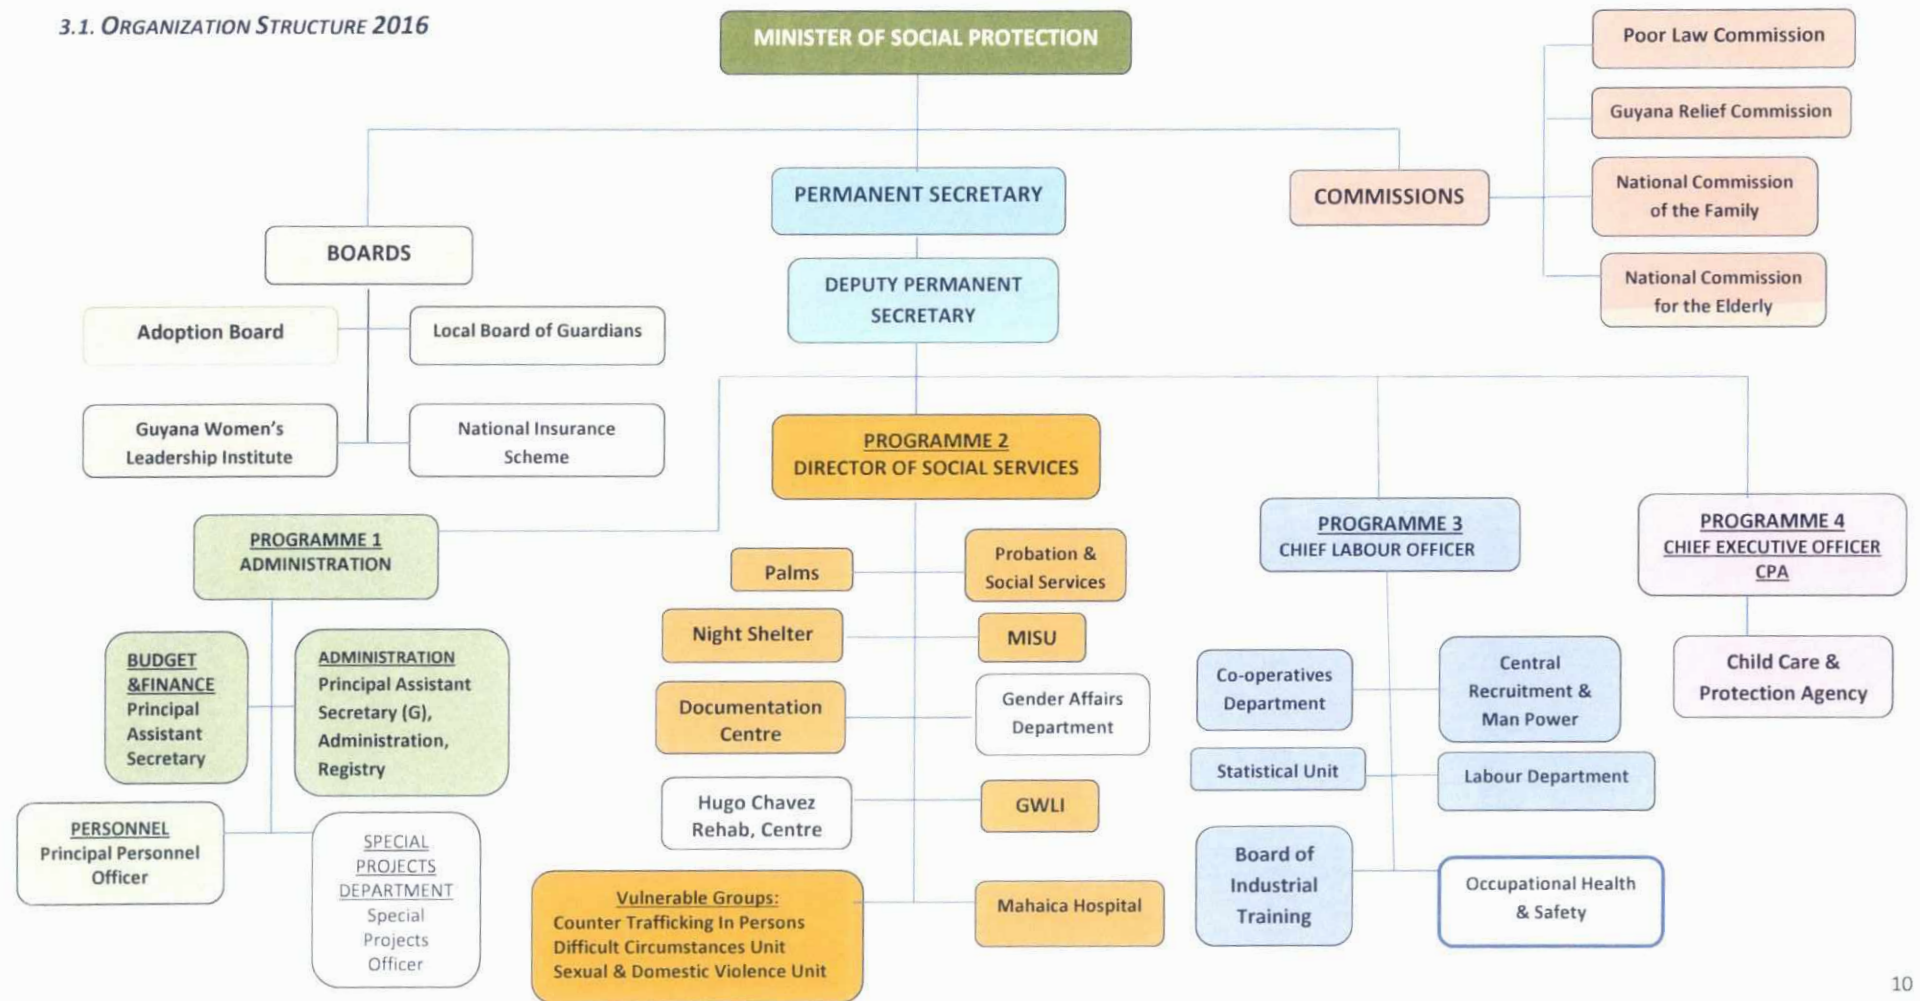 3.1. ORGANIZATION STRUCTURE 2016
MINISTER OF SOCIAL PROTECTION
Poor Law Commission
Guyana Relief Commission
National Commission
of the Family
National Commission
for the Elderly
COMMISSIONS
PERMANENT SECRETARY
DEPUTY PERMANENT
SECRETARY
BOARDS
Adoption Board
Local Board of Guardians
Guyana Women's
Leadership Institute
National Insurance
Scheme
PROGRAMME 1
ADMINISTRATION
BUDGET
&FINANCE
Principal
Assistant
Secretary
ADMINISTRATION
Principal Assistant
Secretary (G),
Administration,
Registry
PERSONNEL
Principal Personnel
Officer
SPECIAL
PROJECTS
DEPARTMENT
Special
Projects
Officer
PROGRAMME 2
DIRECTOR OF SOCIAL SERVICES
Palms
Probation &
Social Services
Night Shelter
MISU
Documentation
Centre
Gender Affairs
Department
Hugo Chavez
Rehab, Centre
GWLI
Vulnerable Groups:
Counter Trafficking In Persons
Difficult Circumstances Unit
Sexual & Domestic Violence Unit
Mahaica Hospital
PROGRAMME 3
CHIEF LABOUR OFFICER
Co-operatives
Department
Central
Recruitment &
Man Power
Statistical Unit
Labour Department
Board of
Industrial
Training
Occupational Health
& Safety
PROGRAMME 4
CHIEF EXECUTIVE OFFICER
CPA
Child Care &
Protection Agency
10